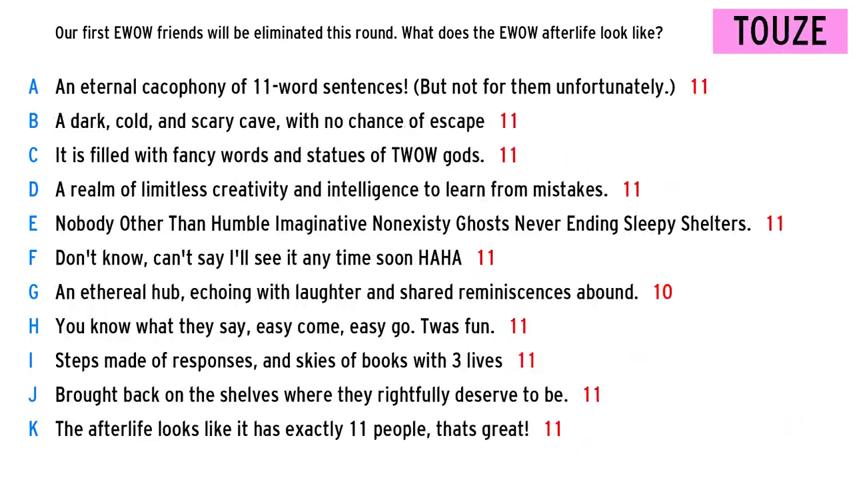 Our first EWOW friends will be eliminated this round. What does the EWOW afterlife look like?
TOUZE
A An eternal cacophony of 11-word sentences! (But not for them unfortunately.) 11
B A dark, cold, and scary cave, with no chance of escape 11
C It is filled with fancy words and statues of TWOW gods. 11
D A realm of limitless creativity and intelligence to learn from mistakes. 11
E Nobody Other Than Humble Imaginative Nonexisty Ghosts Never Ending Sleepy Shelters. 11
F Don't know, can't say I'll see it any time soon HAHA 11
G An ethereal hub, echoing with laughter and shared reminiscences abound. 10
H You know what they say, easy come, easy go. Twas fun. 11
I Steps made of responses, and skies of books with 3 lives 11
J Brought back on the shelves where they rightfully deserve to be. 11
K The afterlife looks like it has exactly 11 people, thats great! 11